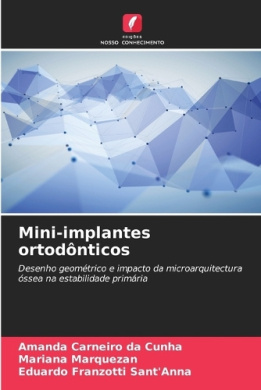 edições
NOSSO CONHECIMENTO
Mini-implantes
ortodônticos
Desenho geométrico e impacto da microarquitectura
óssea na estabilidade primária
Amanda Carneiro da Cunha
Mariana Marquezan
Eduardo Franzotti Sant'Anna